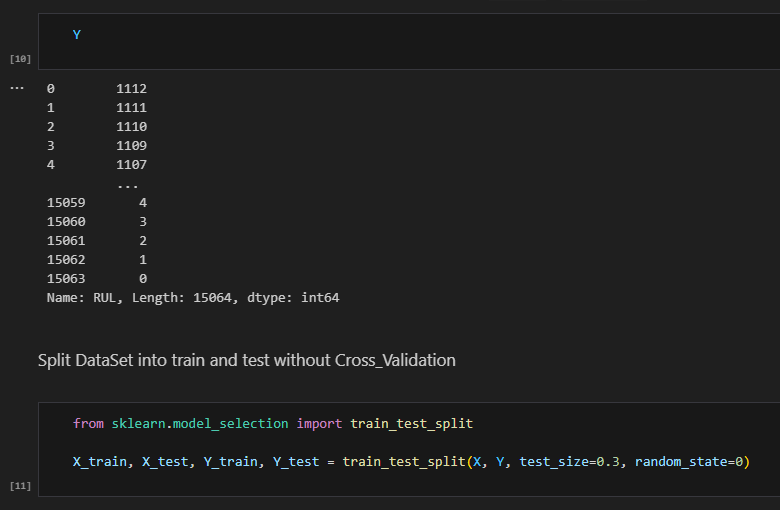 Y
[10]
...
0        1112
1        1111
2        1110
3        1109
4        1107
         ...
15059       4
15060       3
15061       2
15062       1
15063       0
Name: RUL, Length: 15064, dtype: int64
Split DataSet into train and test without Cross_Validation
from sklearn.model_selection import train_test_split
X_train, X_test, Y_train, Y_test = train_test_split(X, Y, test_size=0.3, random_state=0)
[11]